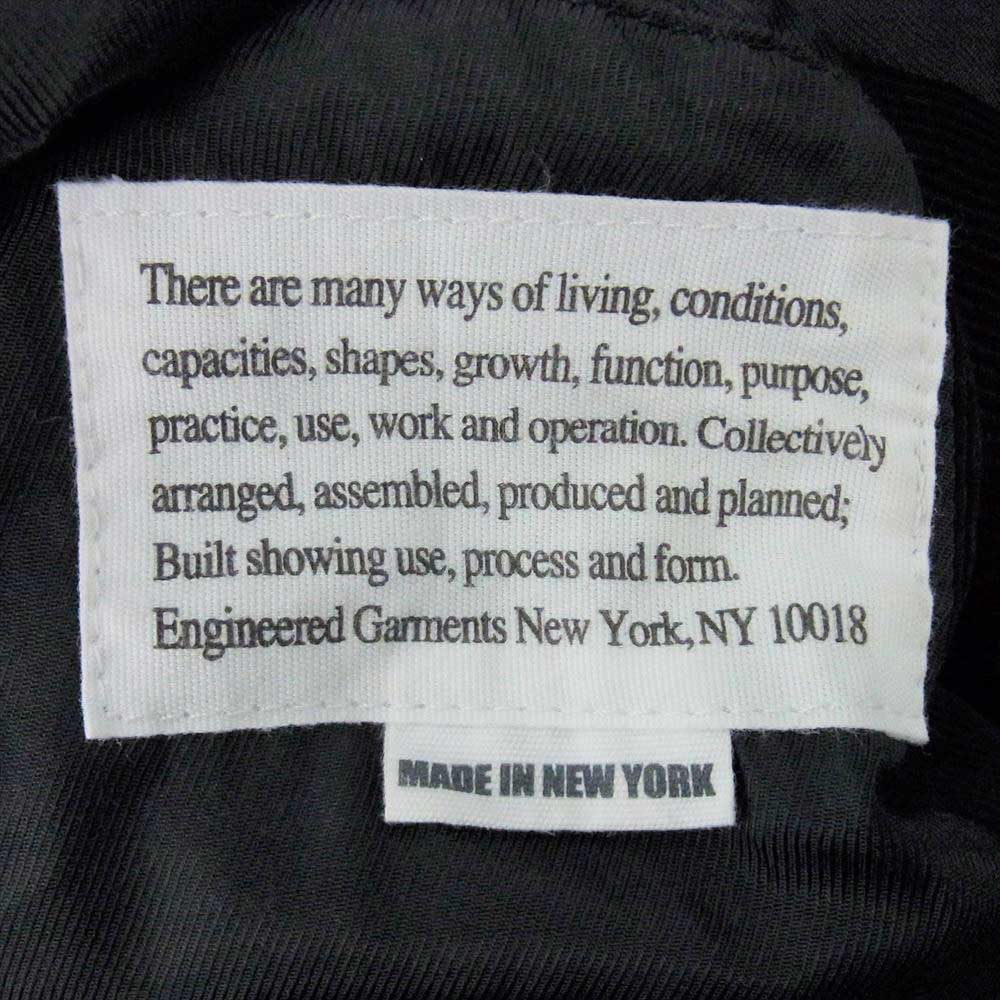 There are many ways of living, conditions,
capacities, shapes, growth, function, purpose,
practice, use, work and operation. Collectively
arranged, assembled, produced and planned;
Built showing use, process and form.
Engineered Garments New York, NY 10018
MADE IN NEW YORK